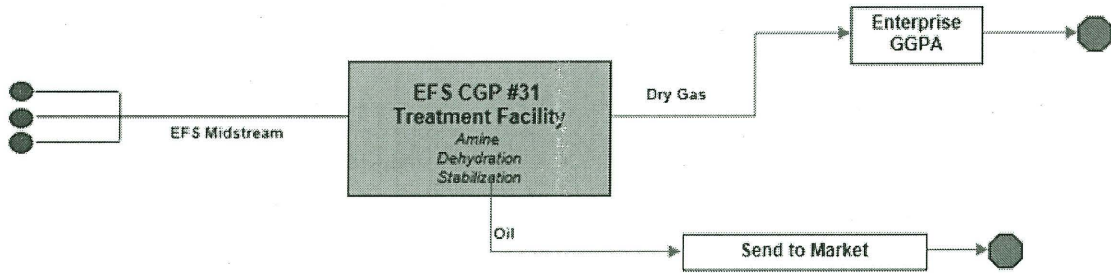 Enterprise
GGPA
EFS CGP #31
Treatment Facility
Amine
Dehydration
Stabilization
Dry Gas
EFS Midstream
Oil
Send to Market